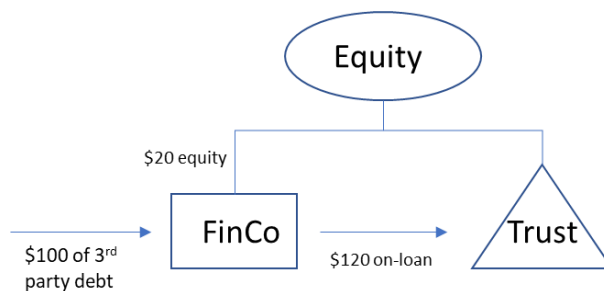 Equity
$20 equity
FinCo
Trust
$100 of 3rd
party debt
$120 on-loan